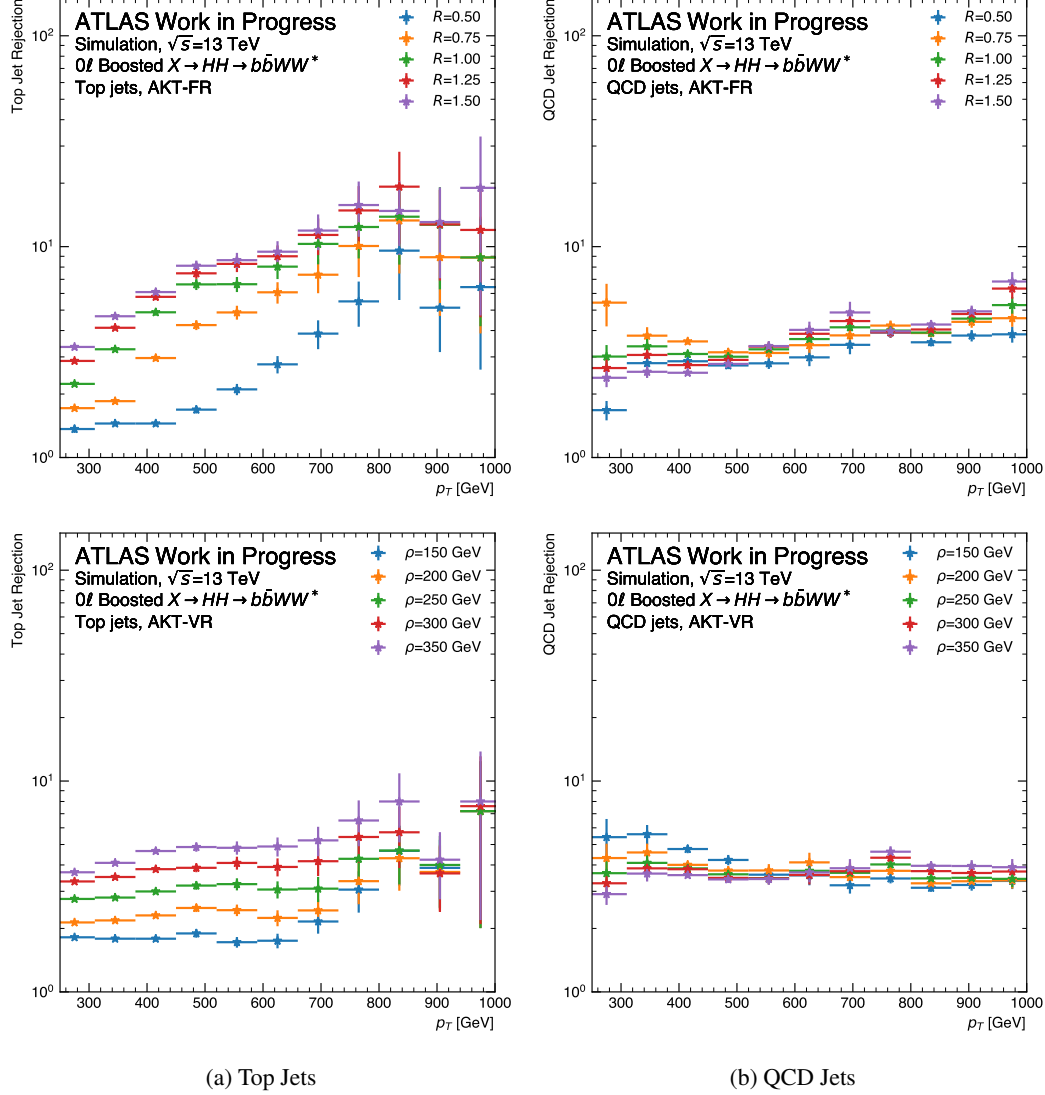 ATLAS Work in Progress
Simulation, √s=13 TeV
0ℓ Boosted X → HH → bb̄WW*
Top jets, AKT-FR
R=0.50
R=0.75
R=1.00
R=1.25
R=1.50
Top Jet Rejection
10²
10¹
10⁰
300 400 500 600 700 800 900 1000
p_T [GeV]
ATLAS Work in Progress
Simulation, √s=13 TeV
0ℓ Boosted X → HH → bb̄WW*
QCD jets, AKT-FR
R=0.50
R=0.75
R=1.00
R=1.25
R=1.50
QCD Jet Rejection
10²
10¹
10⁰
300 400 500 600 700 800 900 1000
p_T [GeV]
ATLAS Work in Progress
Simulation, √s=13 TeV
0ℓ Boosted X → HH → bb̄WW*
Top jets, AKT-VR
ρ=150 GeV
ρ=200 GeV
ρ=250 GeV
ρ=300 GeV
ρ=350 GeV
Top Jet Rejection
10²
10¹
10⁰
300 400 500 600 700 800 900 1000
p_T [GeV]
ATLAS Work in Progress
Simulation, √s=13 TeV
0ℓ Boosted X → HH → bb̄WW*
QCD jets, AKT-VR
ρ=150 GeV
ρ=200 GeV
ρ=250 GeV
ρ=300 GeV
ρ=350 GeV
QCD Jet Rejection
10²
10¹
10⁰
300 400 500 600 700 800 900 1000
p_T [GeV]
(a) Top Jets
(b) QCD Jets